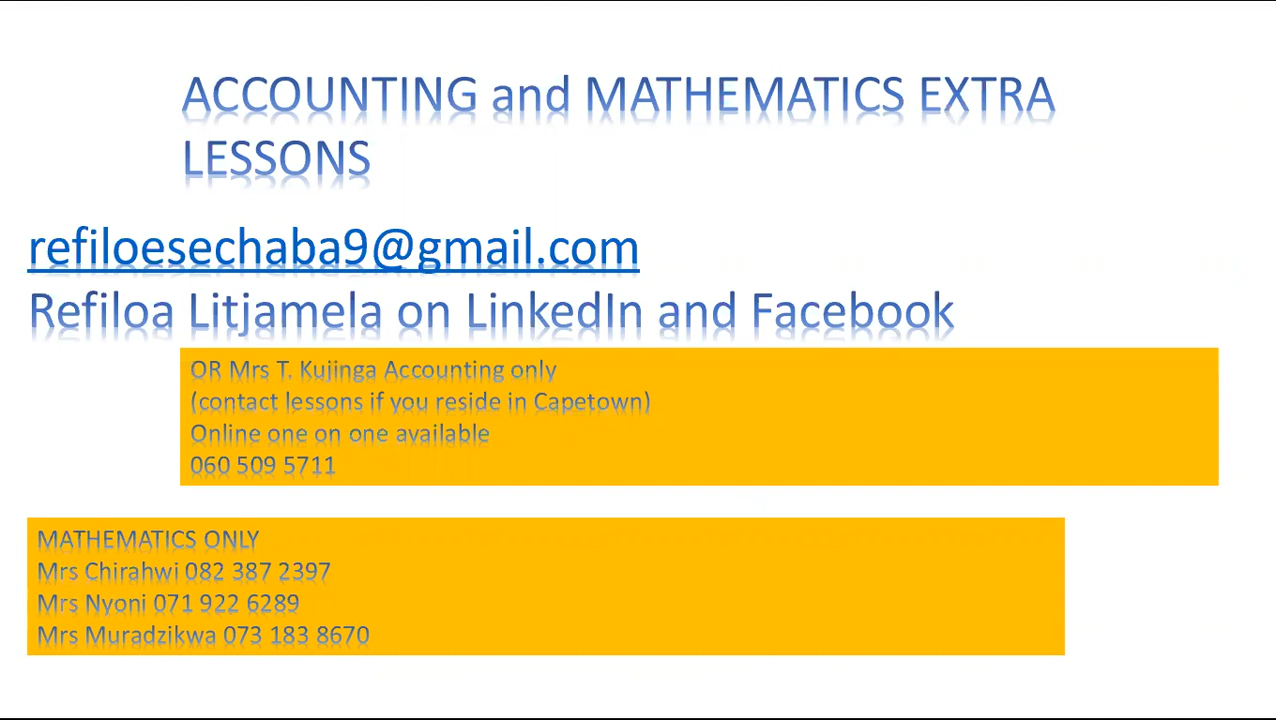 ACCOUNTING and MATHEMATICS EXTRA
LESSONS
refiloesechaba9@gmail.com
Refiloa Litjamela on LinkedIn and Facebook
OR Mrs T. Kujinga Accounting only
(contact lessons if you reside in Capetown)
Online one on one available
060 509 5711
MATHEMATICS ONLY
Mrs Chirahwi 082 387 2397
Mrs Nyoni 071 922 6289
Mrs Muradzikwa 073 183 8670